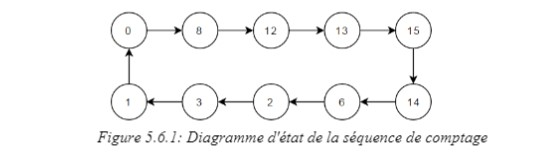 0 8 12 13 15
1 3 2 6 14
Figure 5.6.1: Diagramme d'état de la séquence de comptage